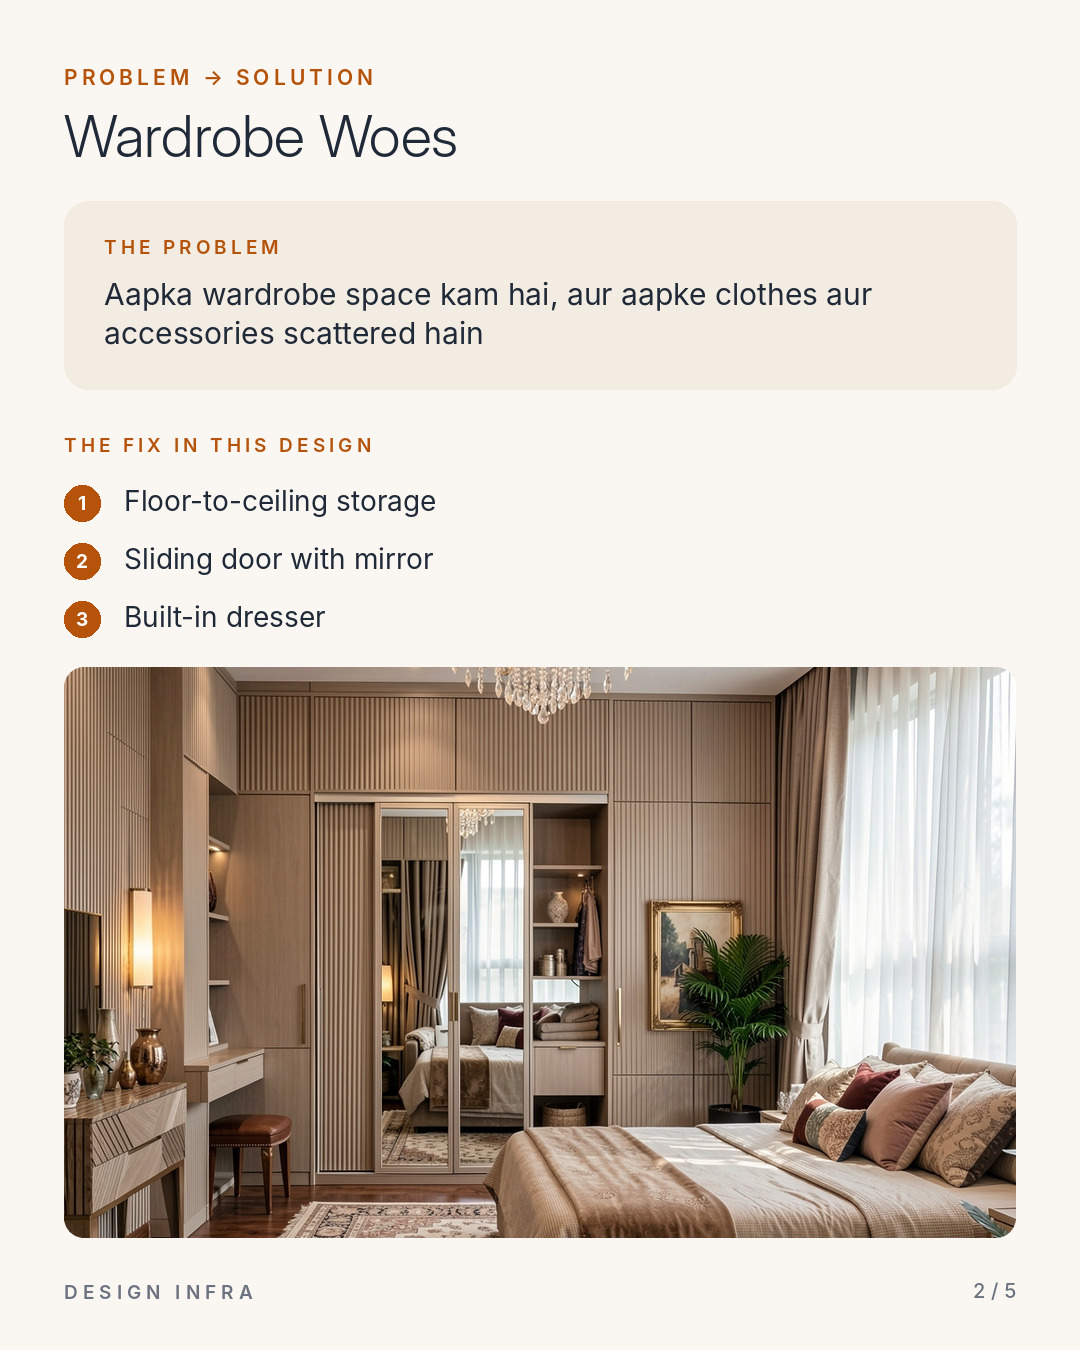 PROBLEM → SOLUTION
Wardrobe Woes
THE PROBLEM
Aapka wardrobe space kam hai, aur aapke clothes aur
accessories scattered hain
THE FIX IN THIS DESIGN
1 Floor-to-ceiling storage
2 Sliding door with mirror
3 Built-in dresser
DESIGN INFRA
2 / 5